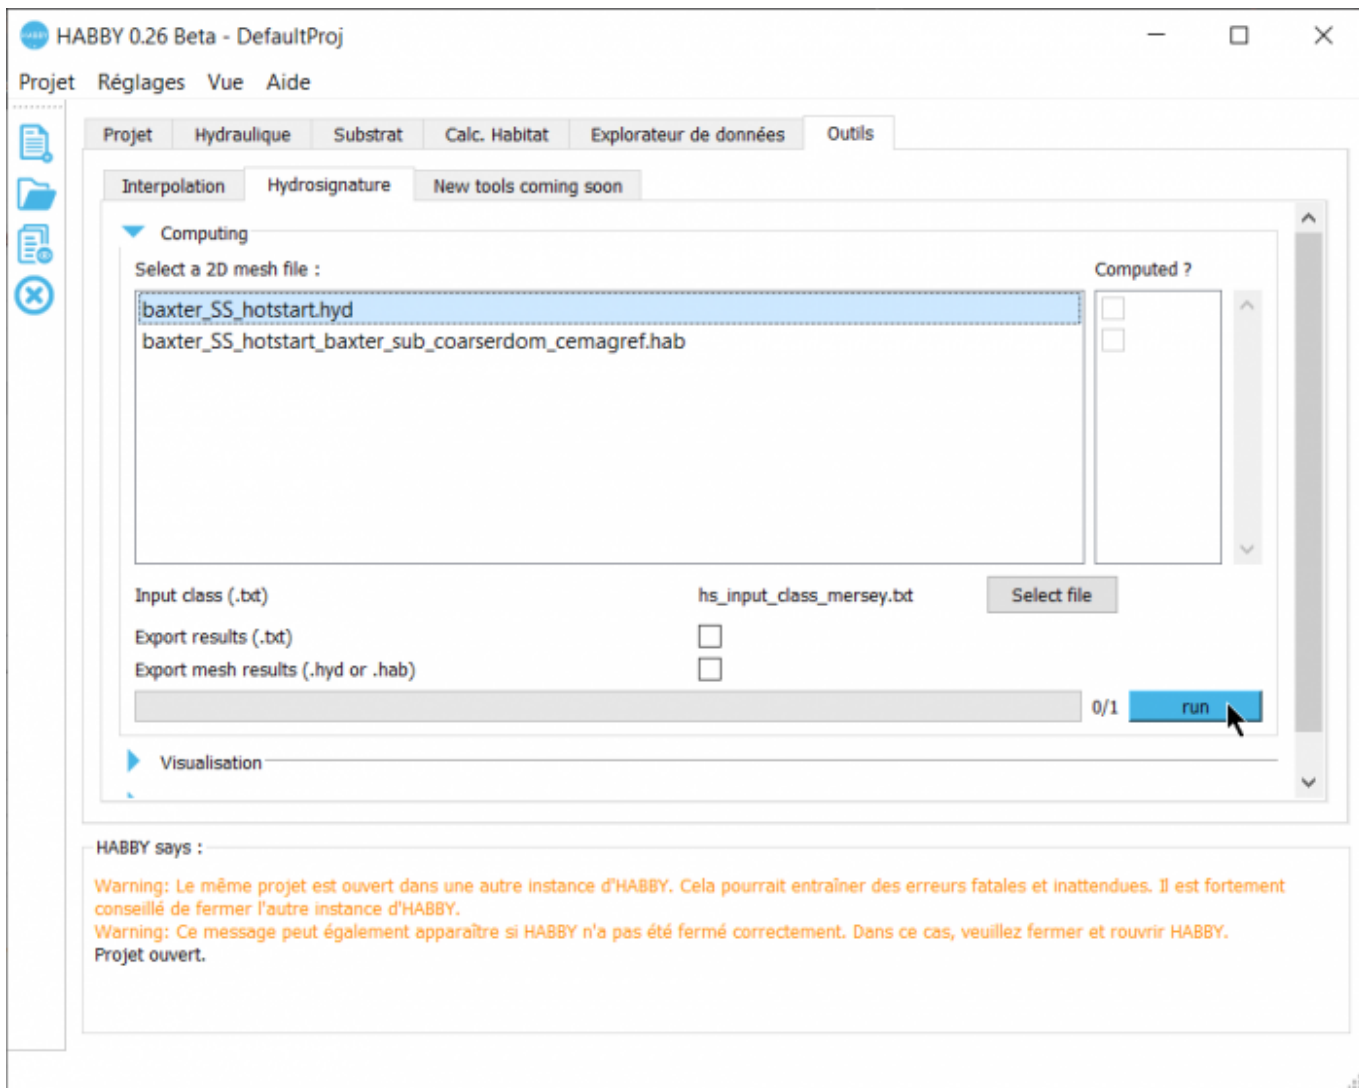 HABBY 0.26 Beta - DefaultProj
Projet Réglages Vue Aide
Projet Hydraulique Substrat Calc. Habitat Explorateur de données Outils
Interpolation Hydrosignature New tools coming soon
Computing
Select a 2D mesh file : Computed ?
baxter_SS_hotstart.hyd
baxter_SS_hotstart_baxter_sub_coarserdom_cemagref.hab
Input class (.txt) hs_input_class_mersey.txt Select file
Export results (.txt)
Export mesh results (.hyd or .hab)
0/1 run
Visualisation
HABBY says :
Warning: Le même projet est ouvert dans une autre instance d'HABBY. Cela pourrait entraîner des erreurs fatales et inattendues. Il est fortement
conseillé de fermer l'autre instance d'HABBY.
Warning: Ce message peut également apparaître si HABBY n'a pas été fermé correctement. Dans ce cas, veuillez fermer et rouvrir HABBY.
Projet ouvert.